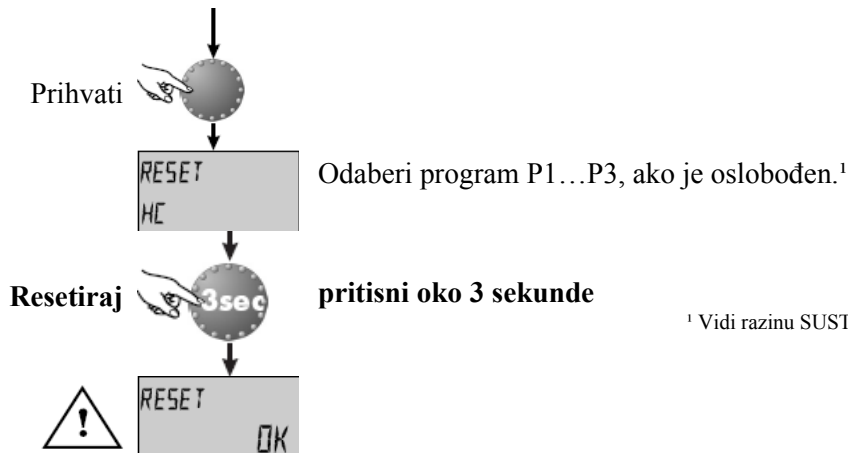 Prihvati
RESET
HC
Odaberi program P1…P3, ako je oslobođen.¹
Resetiraj
3sec
pritisni oko 3 sekunde
¹ Vidi razinu SUST
RESET
OK
!